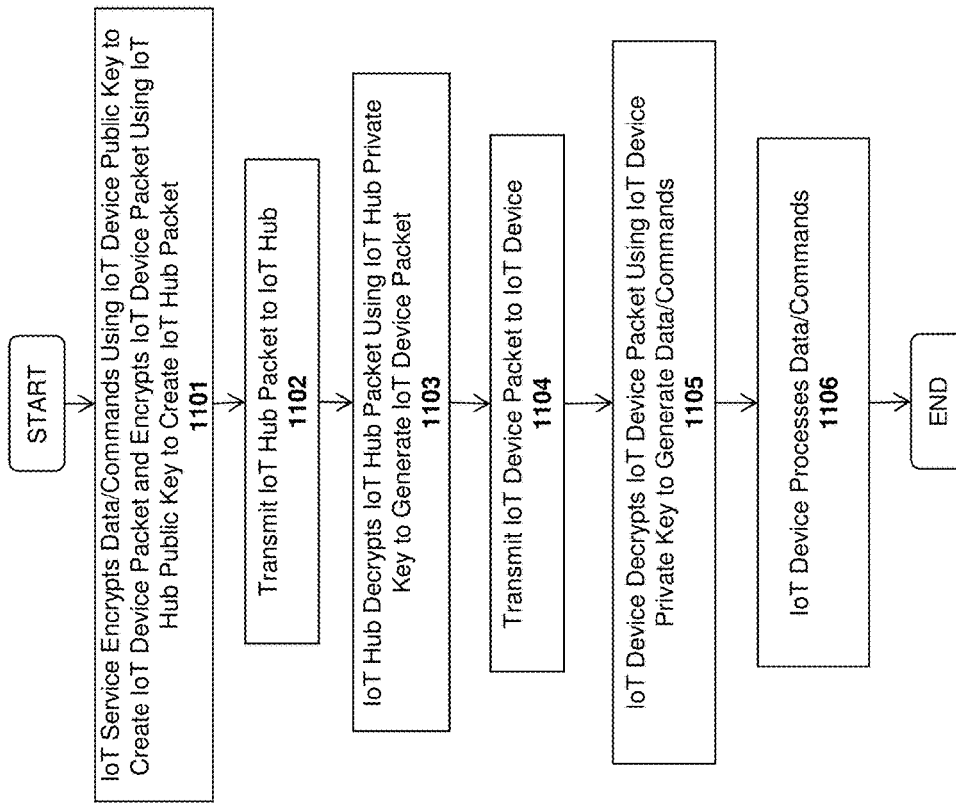 START
IoT Service Encrypts Data/Commands Using IoT Device Public Key to
Create IoT Device Packet and Encrypts IoT Device Packet Using IoT
Hub Public Key to Create IoT Hub Packet
1101
Transmit IoT Hub Packet to IoT Hub
1102
IoT Hub Decrypts IoT Hub Packet Using IoT Hub Private
Key to Generate IoT Device Packet
1103
Transmit IoT Device Packet to IoT Device
1104
IoT Device Decrypts IoT Device Packet Using IoT Device
Private Key to Generate Data/Commands
1105
IoT Device Processes Data/Commands
1106
END